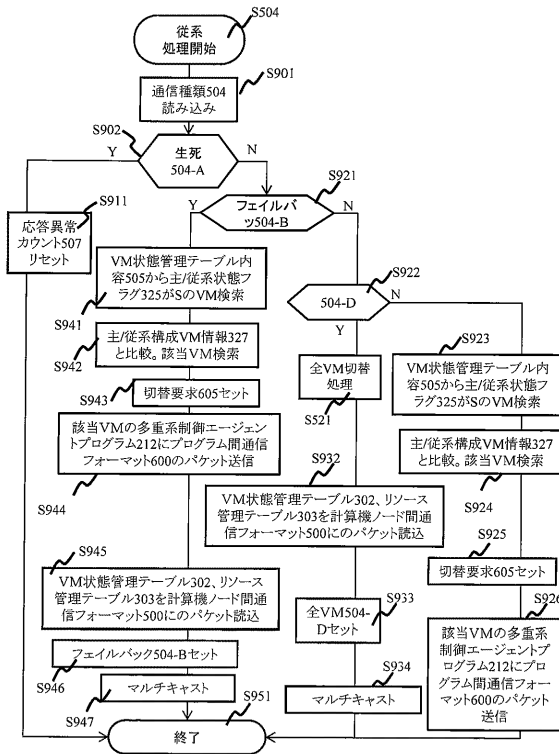 S504
従系
処理開始
S901
通信種類504
読み込み
S902
Y
生死
504-A
N
S911
応答異常
カウント507
リセット
S921
Y
フェイルバッ
ッ504-B
N
VM状態管理テーブル内
容505から主/従系状態フ
ラグ325がSのVM検索
S941
S922
504-D
N
Y
主/従系構成VM情報327
と比較。該当VM検索
S942
S923
VM状態管理テーブル内
容505から主/従系状態フ
ラグ325がSのVM検索
S943
切替要求605セット
全VM切替
処理
S521
該当VMの多重系制御エージェン
トプログラム212にプログラム間通信
フォーマット600のパケット送信
S944
主/従系構成VM情報327
と比較。該当VM検索
S924
S932
VM状態管理テーブル302、リソース
管理テーブル303を計算機ノード間通
信フォーマット500にのパケット読込
S925
切替要求605セット
S945
VM状態管理テーブル302、リソース
管理テーブル303を計算機ノード間通
信フォーマット500にのパケット読込
S933
全VM504-
Dセット
S926
該当VMの多重系
制御エージェントプ
ログラム212にプロ
グラム間通信フォー
マット600のパケット
送信
フェイルバック504-Bセット
S946
S934
マルチキャスト
マルチキャスト
S947
S951
終了